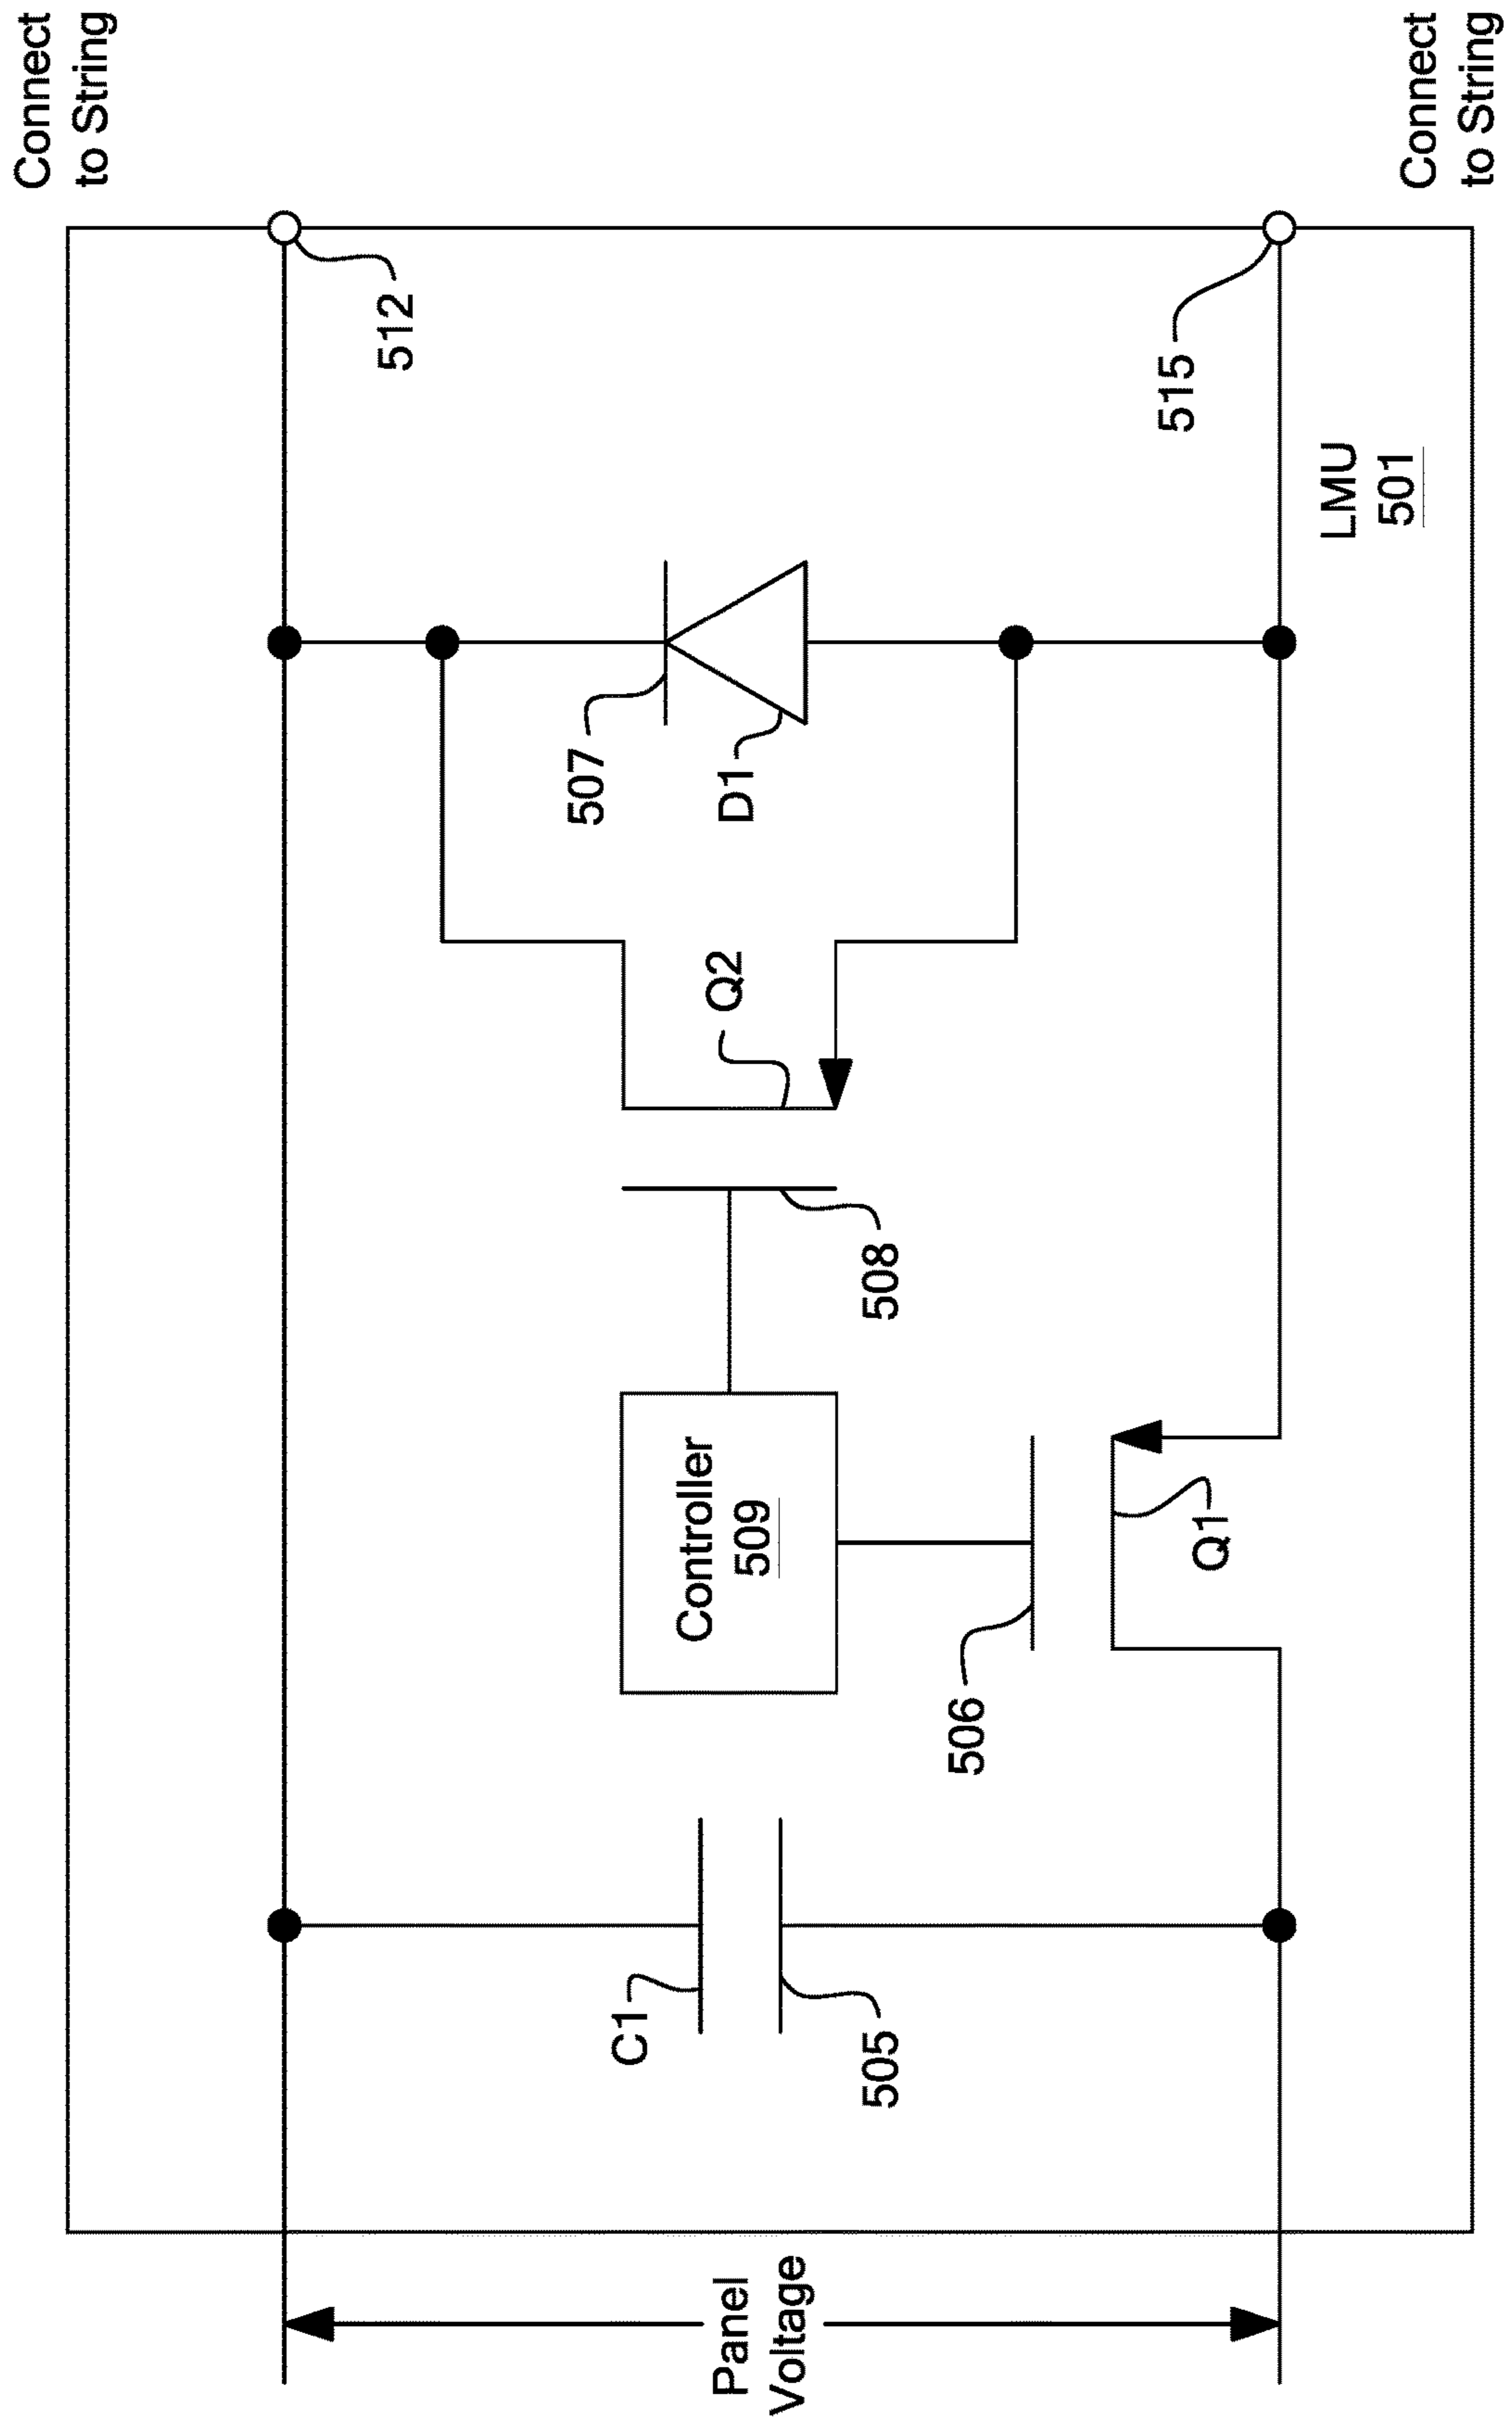 Connect
to String
512
507
D1
Q2
508
Controller
509
506
Q1
C1
505
Panel
Voltage
515
LMU
501
Connect
to String